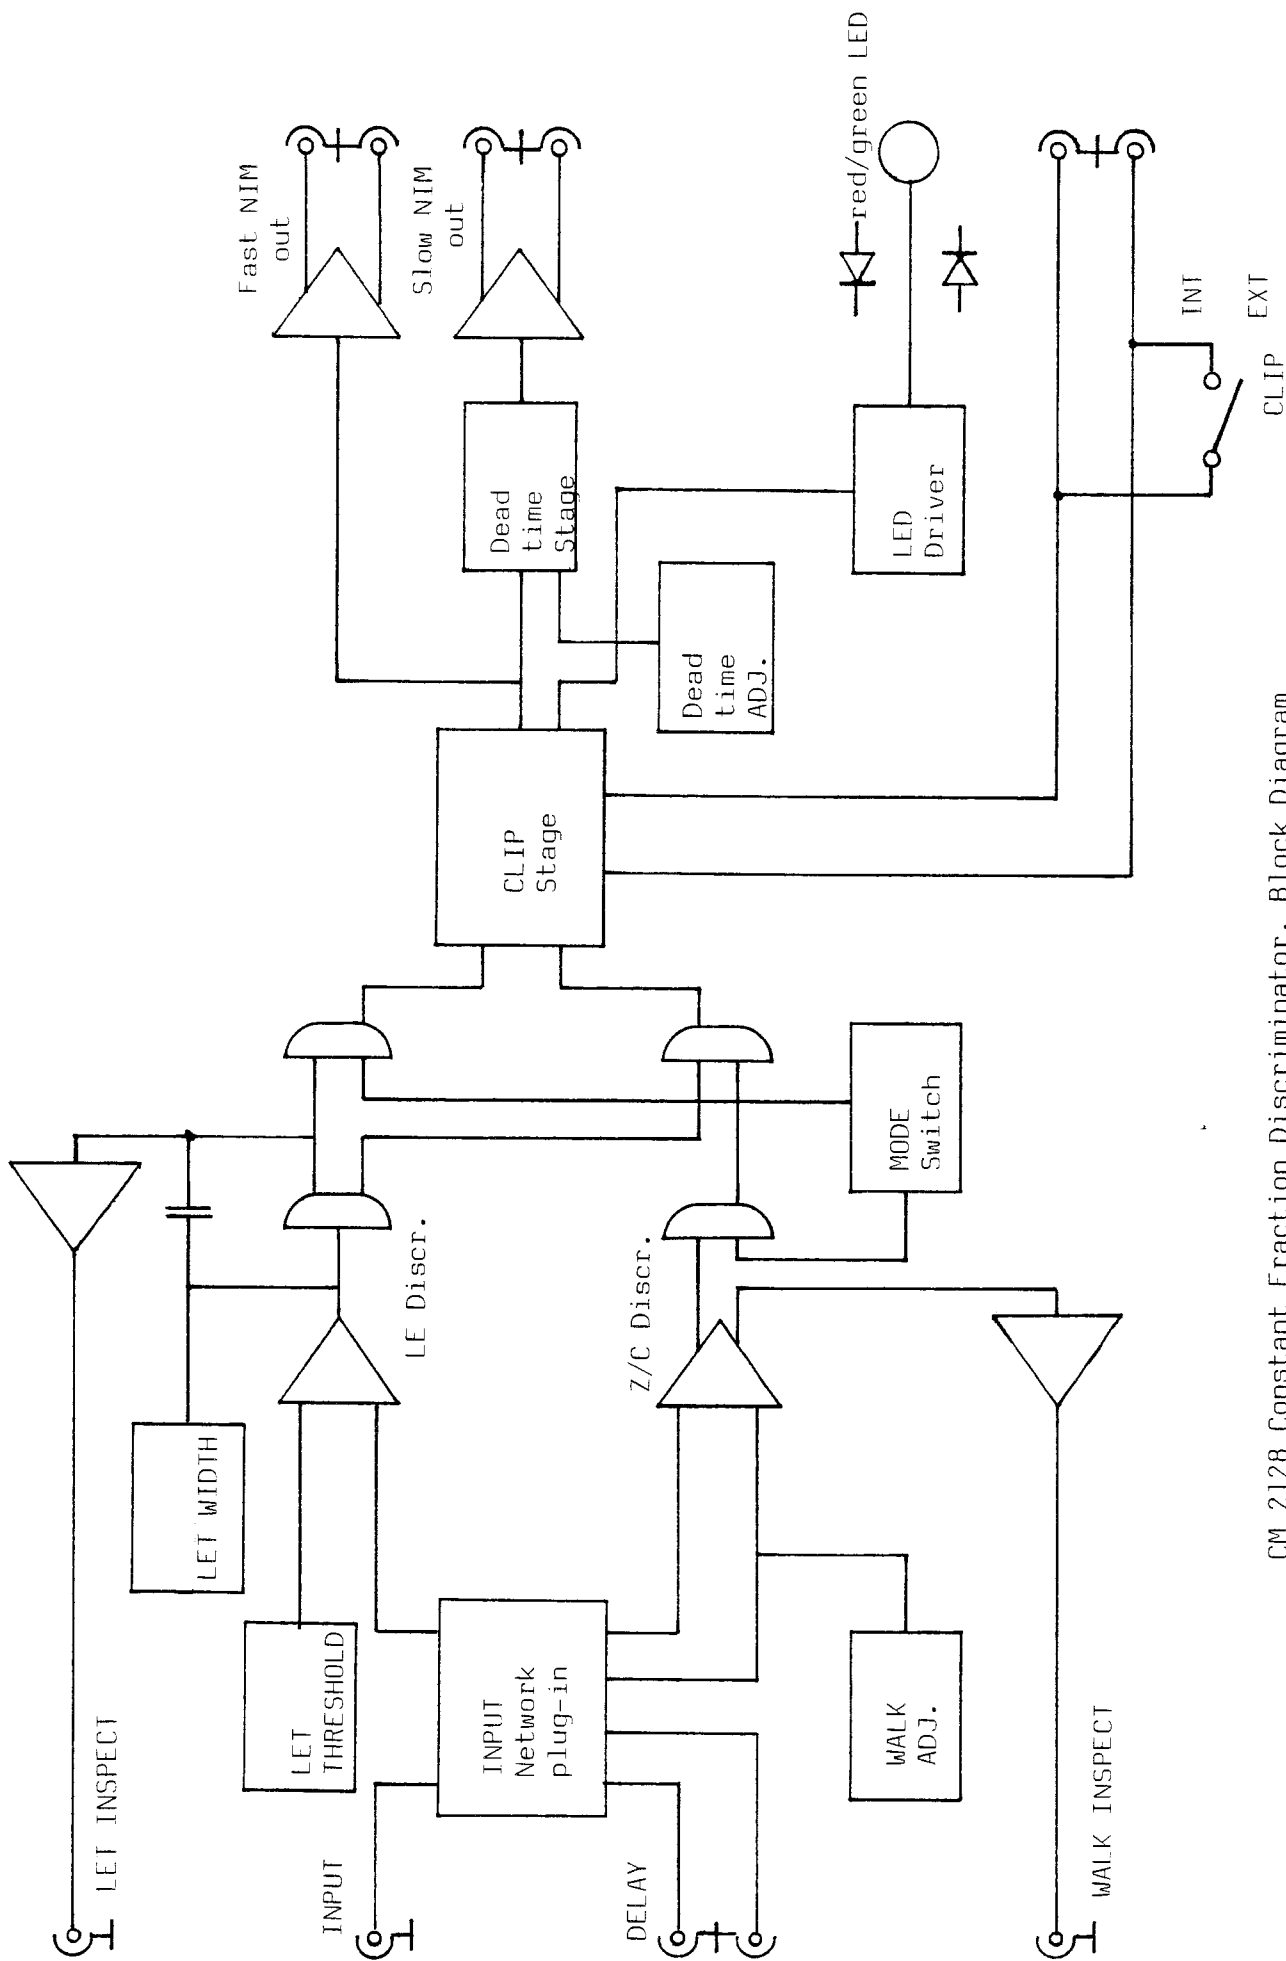 LET INSPECT
LET WIDTH
LET
THRESHOLD
INPUT
INPUT
Network
plug-in
DELAY
WALK
ADJ.
WALK INSPECT
LE Discr.
Z/C Discr.
MODE
Switch
CLIP
Stage
Dead
time
ADJ.
Dead
time
Stage
LED
Driver
Fast NIM
out
Slow NIM
out
red/green LED
INT
EXT
CLIP
CM 2128 Constant Fraction Discriminator, Block Diagram